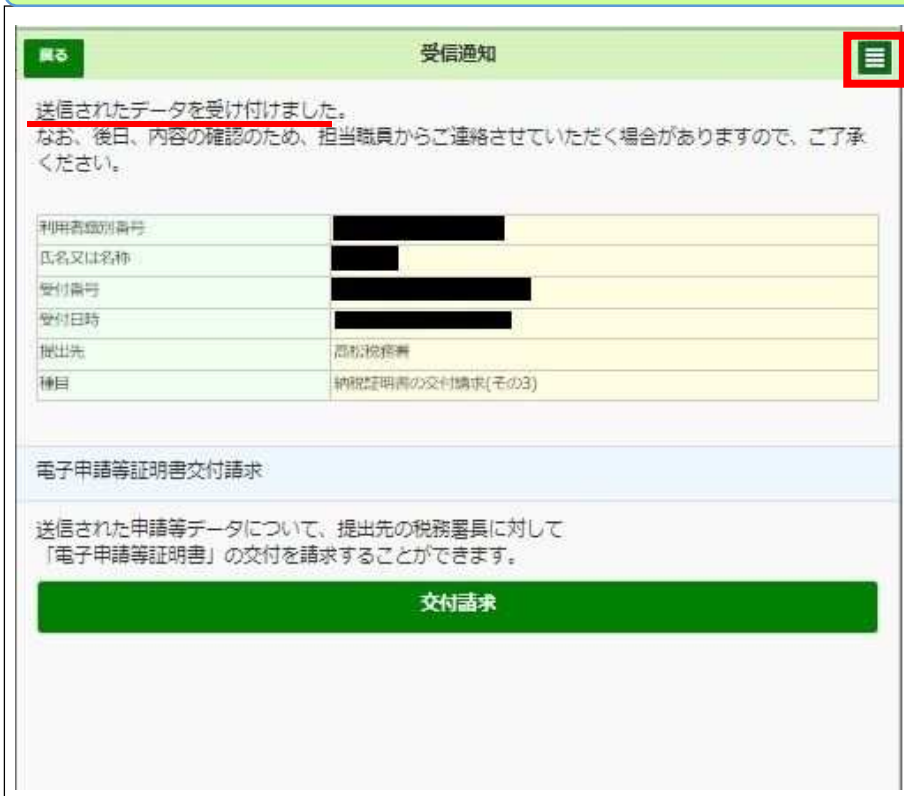 戻る
受信通知
送信されたデータを受け付けました。
なお、後日、内容の確認のため、担当職員からご連絡させていただく場合がありますので、ご了承
ください。
利用者識別番号
氏名又は名称
受付番号
受付日時
提出先 高松税務署
種目 納税証明書の交付請求(その3)
電子申請等証明書交付請求
送信された申請等データについて、提出先の税務署長に対して
「電子申請等証明書」の交付を請求することができます。
交付請求